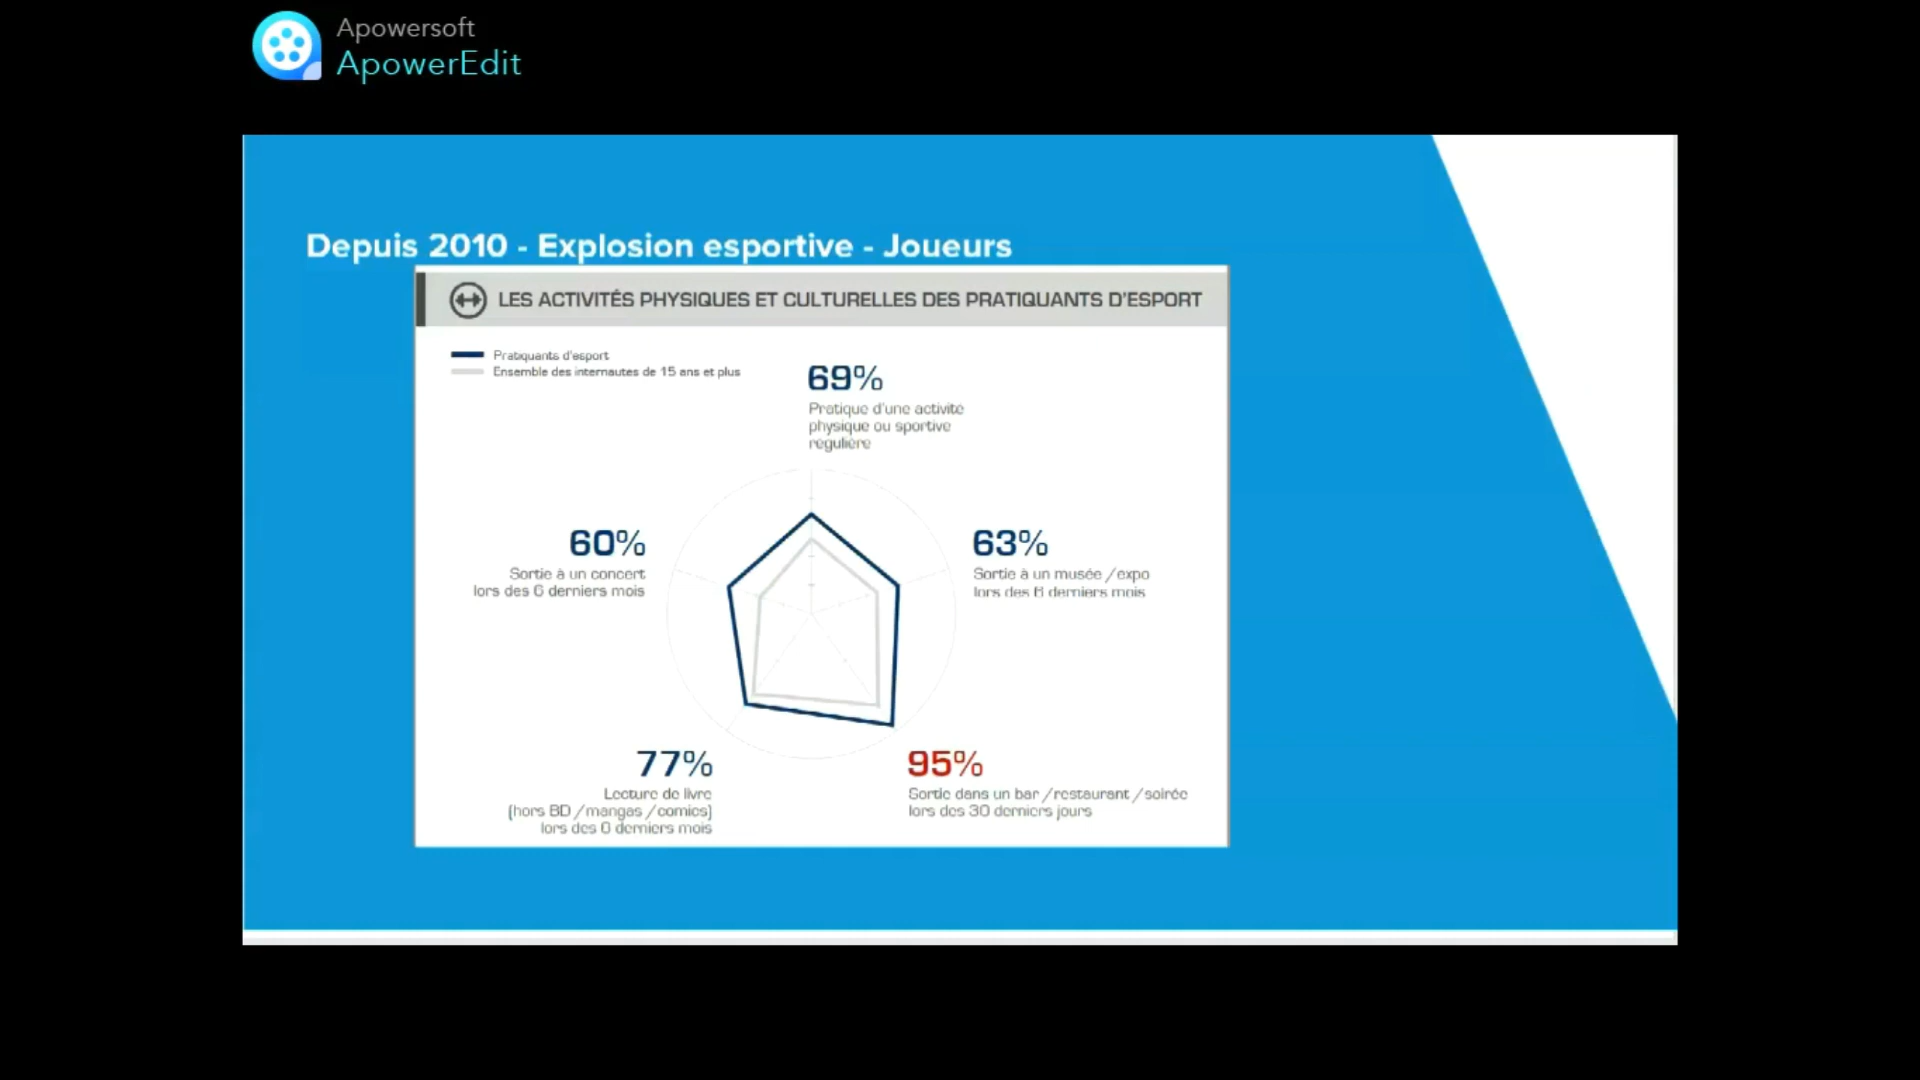 Apowersoft
ApowerEdit
Depuis 2010 - Explosion esportive - Joueurs
LES ACTIVITÉS PHYSIQUES ET CULTURELLES DES PRATIQUANTS D'ESPORT
Pratiquants d'esport
Ensemble des internautes de 15 ans et plus
69%
Pratique d'une activité
physique ou sportive
régulière
60%
Sortie à un concert
lors des 6 derniers mois
63%
Sortie à un musée /expo
lors des 6 derniers mois
77%
Lecture de livre
(hors BD /mangas /comics)
lors des 6 derniers mois
95%
Sortie dans un bar /restaurant /soirée
lors des 30 derniers jours